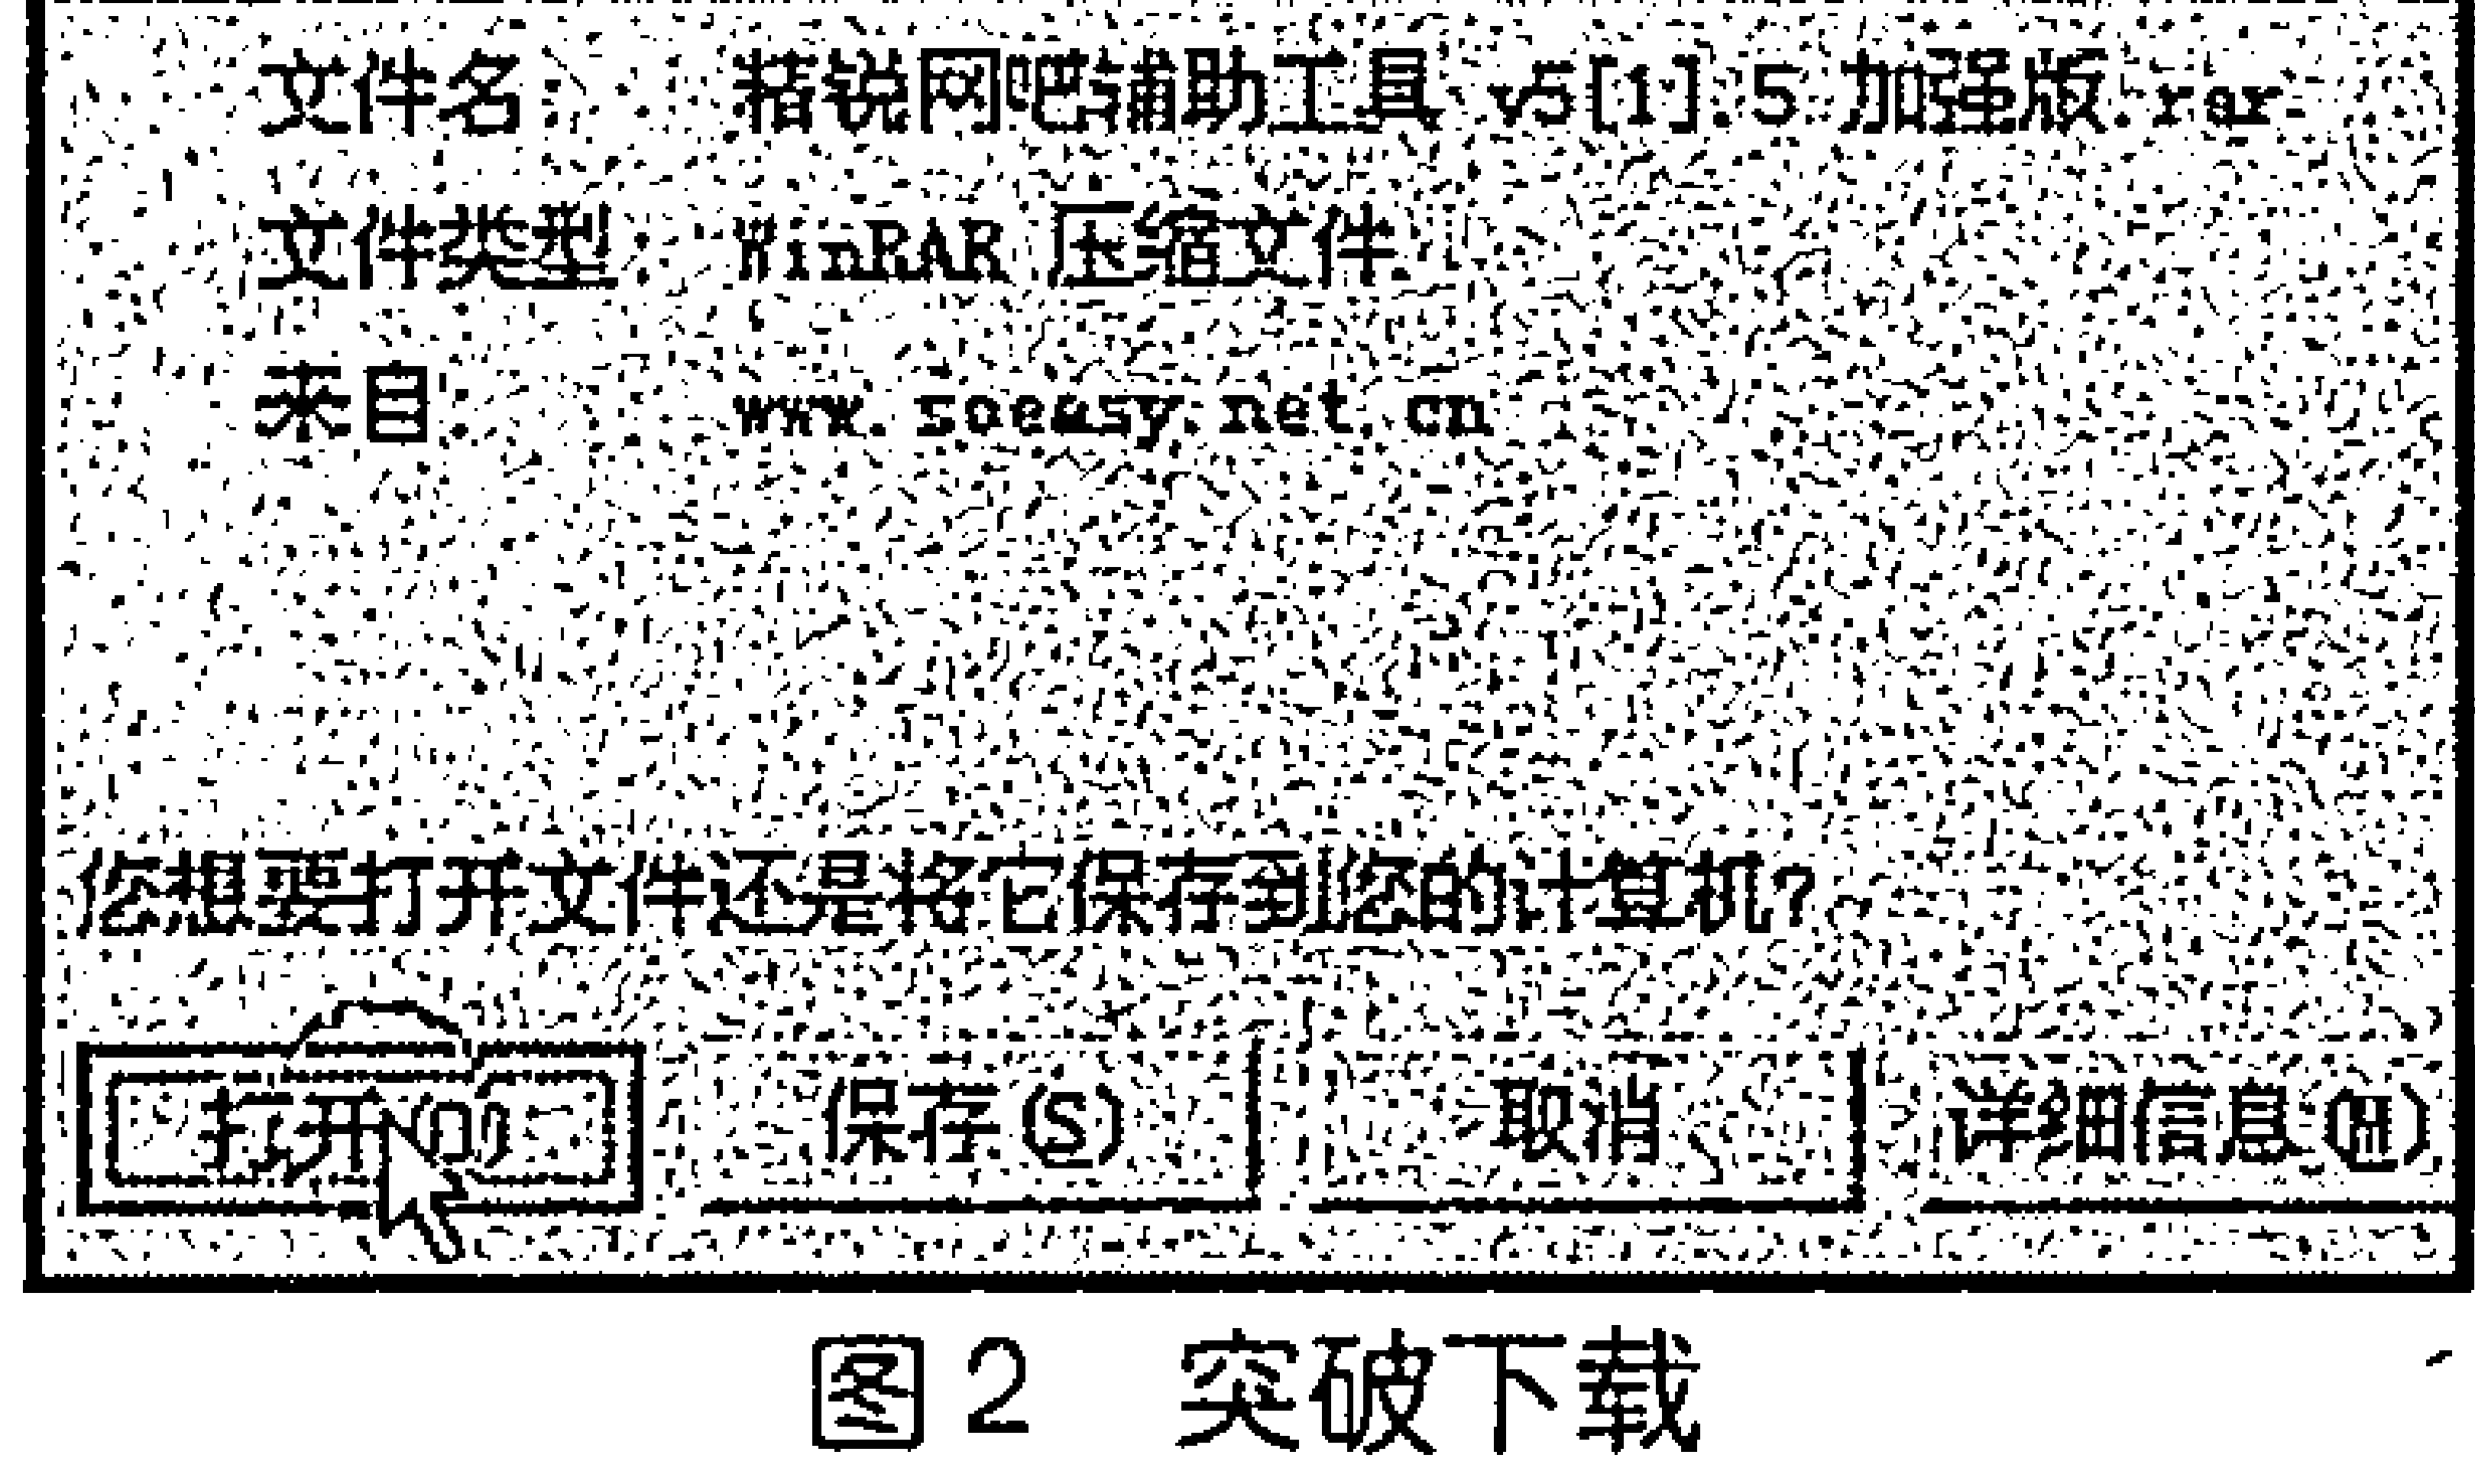 文件名: 桔锐网吧辅助工具 v5[1].5 加强版.rar
文件类型: WinRAR 压缩文件
来自: www.soeasy.net.cn
您想要打开文件还是将它保存到您的计算机?
打开(O) 保存(S) 取消 详细信息(M)
图2 突破下载